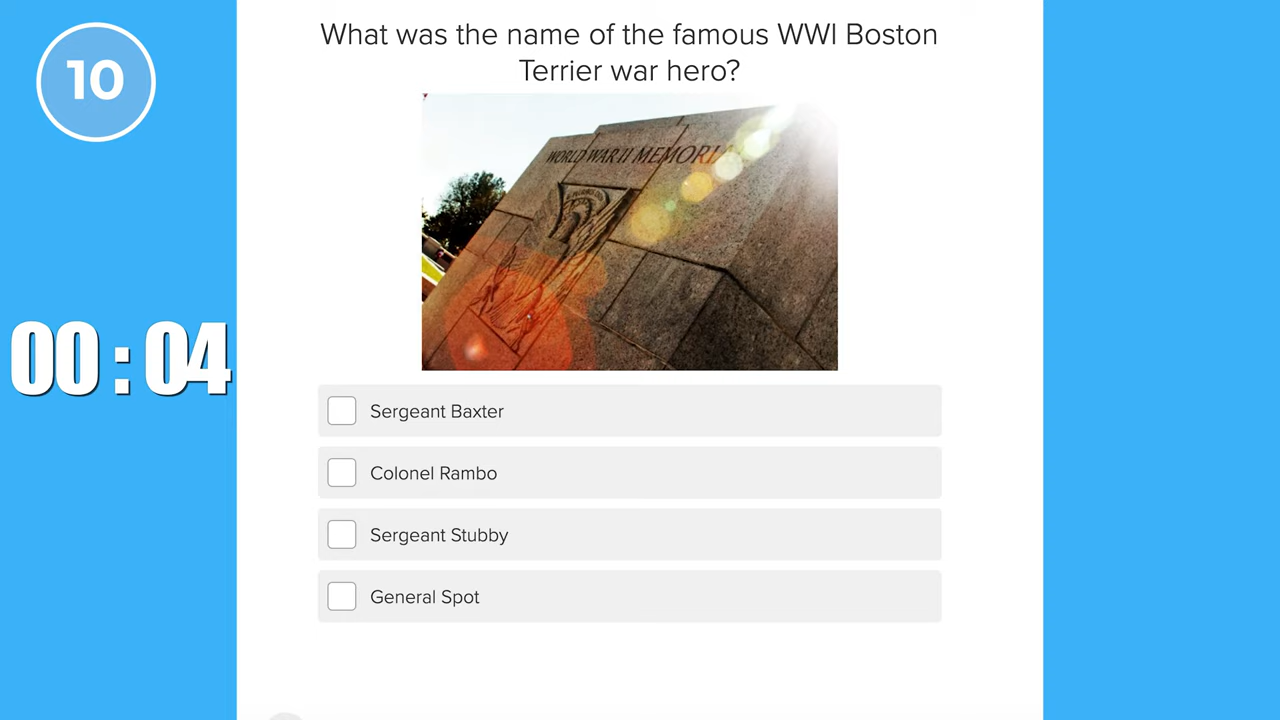 10
What was the name of the famous WWI Boston
Terrier war hero?
WORLD WAR II MEMORI
00:04
Sergeant Baxter
Colonel Rambo
Sergeant Stubby
General Spot